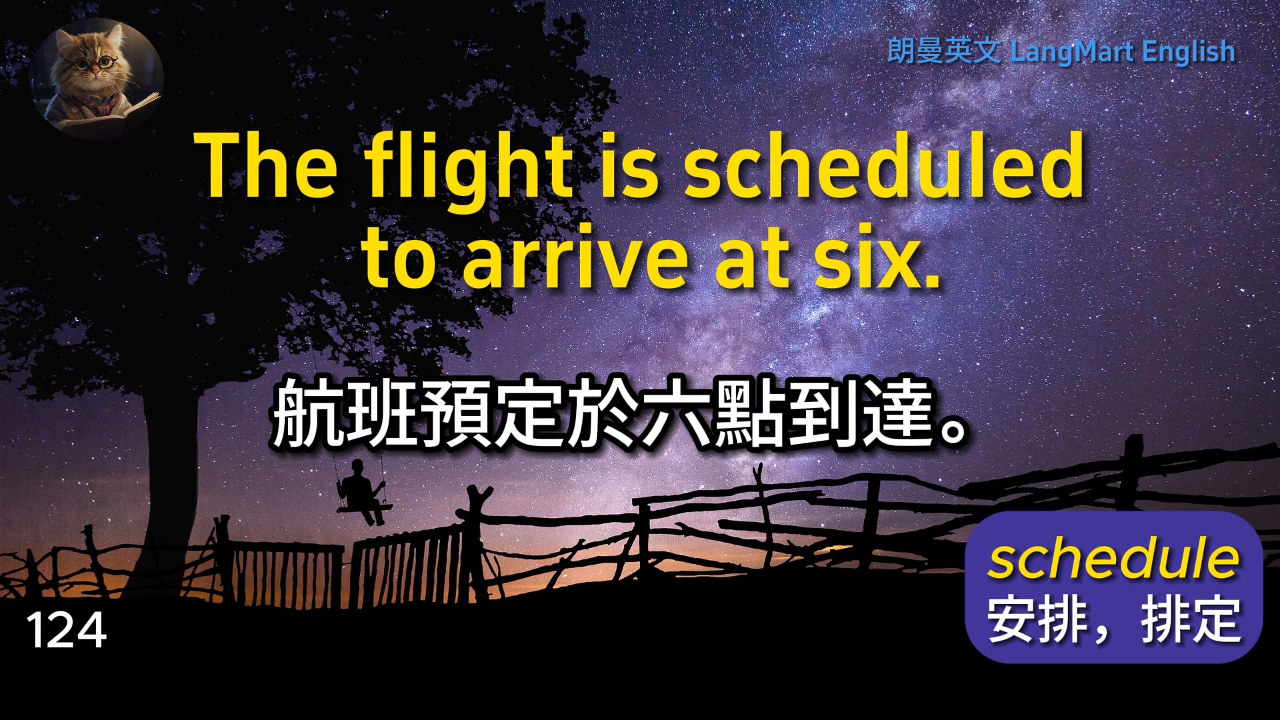 朗曼英文 LangMart English
The flight is scheduled
to arrive at six.
航班預定於六點到達。
schedule
安排，排定
124